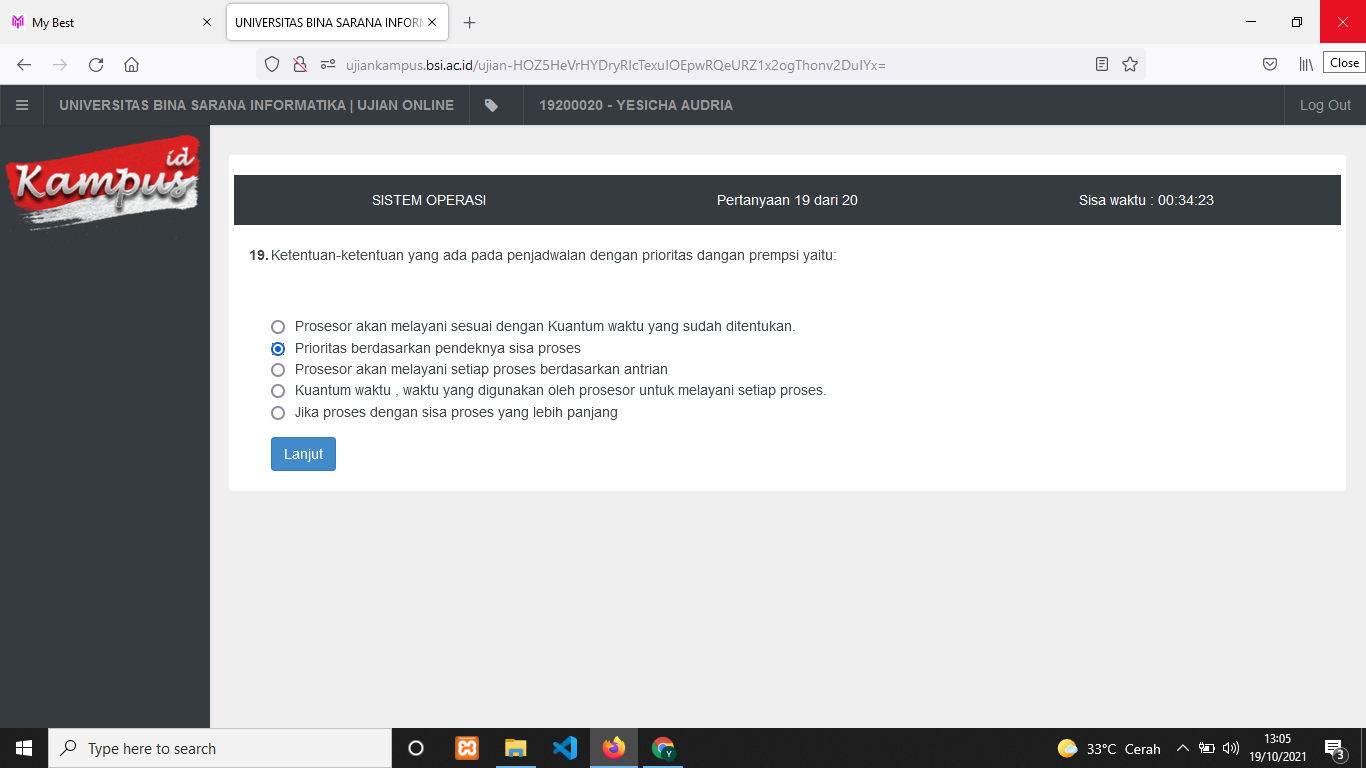 My Best
UNIVERSITAS BINA SARANA INFORM
ujiankampus.bsi.ac.id/ujian-HOZ5HeVrHYDryRIcTexuIOEpwRQeURZ1x2ogThonv2DuIYx=
Close
UNIVERSITAS BINA SARANA INFORMATIKA | UJIAN ONLINE
19200020 - YESICHA AUDRIA
Log Out
Kampus id
SISTEM OPERASI
Pertanyaan 19 dari 20
Sisa waktu : 00:34:23
19. Ketentuan-ketentuan yang ada pada penjadwalan dengan prioritas dangan prempsi yaitu:
Prosesor akan melayani sesuai dengan Kuantum waktu yang sudah ditentukan.
Prioritas berdasarkan pendeknya sisa proses
Prosesor akan melayani setiap proses berdasarkan antrian
Kuantum waktu , waktu yang digunakan oleh prosesor untuk melayani setiap proses.
Jika proses dengan sisa proses yang lebih panjang
Lanjut
Type here to search
Y
33°C Cerah
13:05
19/10/2021
3